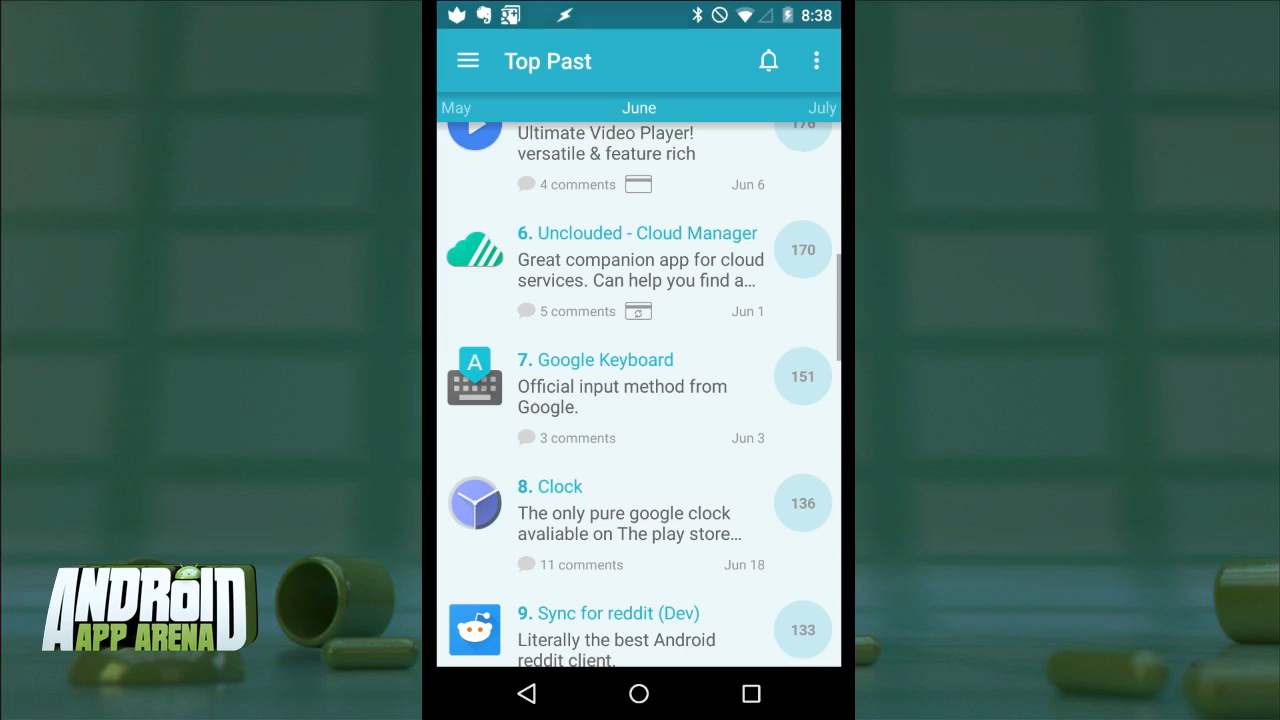 8:38
Top Past
May June July
176
Ultimate Video Player!
versatile & feature rich
4 comments Jun 6
6. Unclouded - Cloud Manager
170
Great companion app for cloud
services. Can help you find a...
5 comments Jun 1
7. Google Keyboard
A
151
Official input method from
Google.
3 comments Jun 3
8. Clock
136
The only pure google clock
avaliable on The play store...
11 comments Jun 18
9. Sync for reddit (Dev)
133
Literally the best Android
reddit client.
ANDROID
APP ARENA